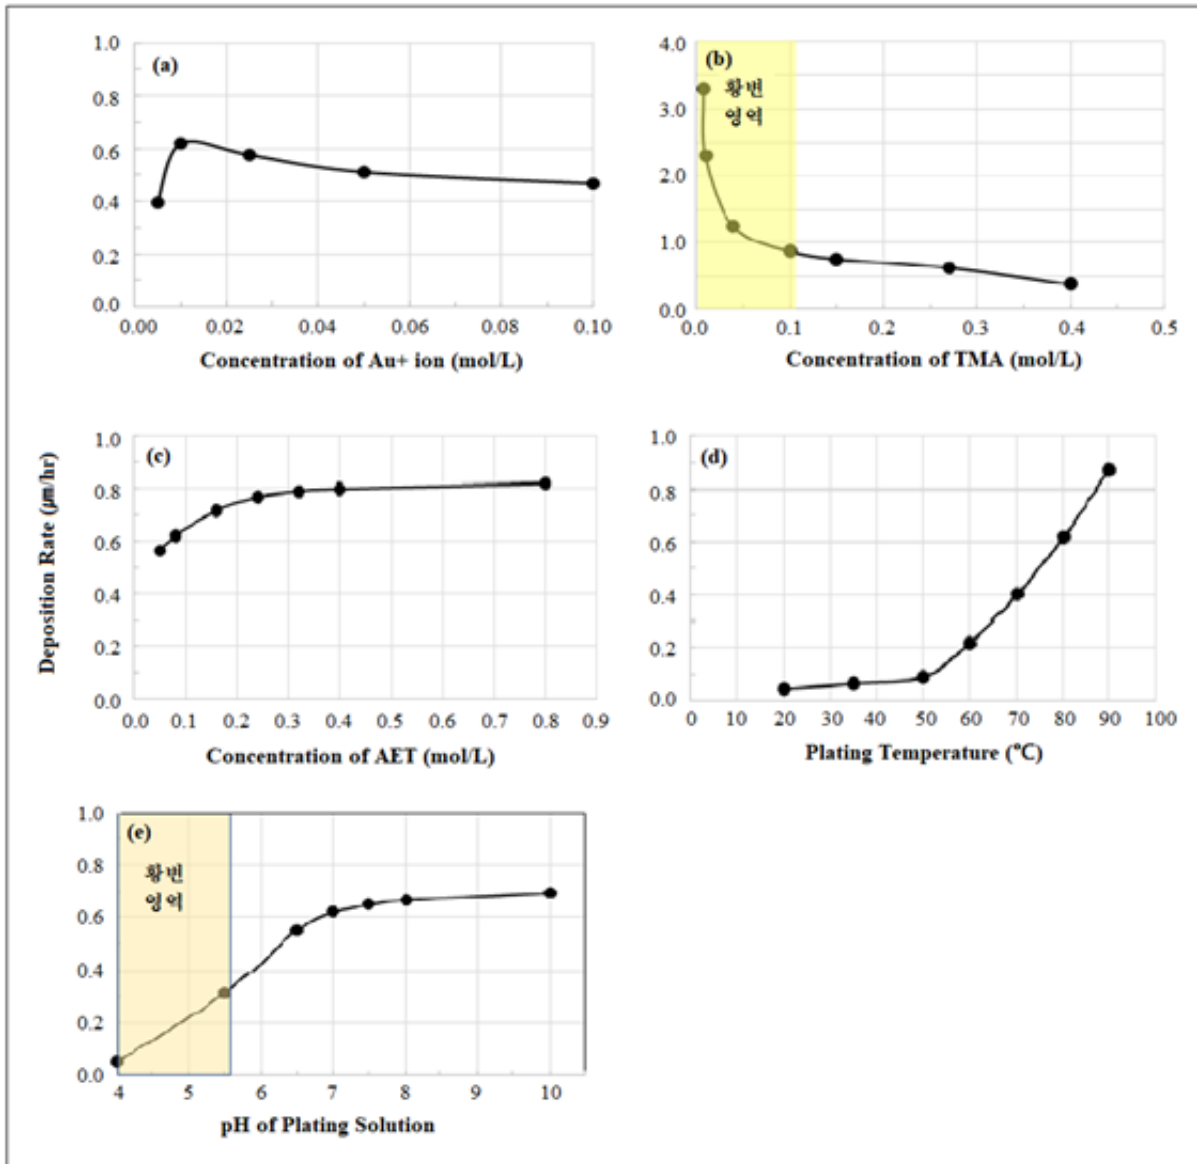 (a)
1.0
0.8
0.6
0.4
0.2
0.0
0.00 0.02 0.04 0.06 0.08 0.10
Concentration of Au+ ion (mol/L)
(b)
황변
영역
4.0
3.0
2.0
1.0
0.0
0.0 0.1 0.2 0.3 0.4 0.5
Concentration of TMA (mol/L)
Deposition Rate (㎛/hr)
(c)
1.0
0.8
0.6
0.4
0.2
0.0
0.0 0.1 0.2 0.3 0.4 0.5 0.6 0.7 0.8 0.9
Concentration of AET (mol/L)
(d)
1.0
0.8
0.6
0.4
0.2
0.0
0 10 20 30 40 50 60 70 80 90 100
Plating Temperature (℃)
(e)
황변
영역
1.0
0.8
0.6
0.4
0.2
0.0
4 5 6 7 8 9 10
pH of Plating Solution